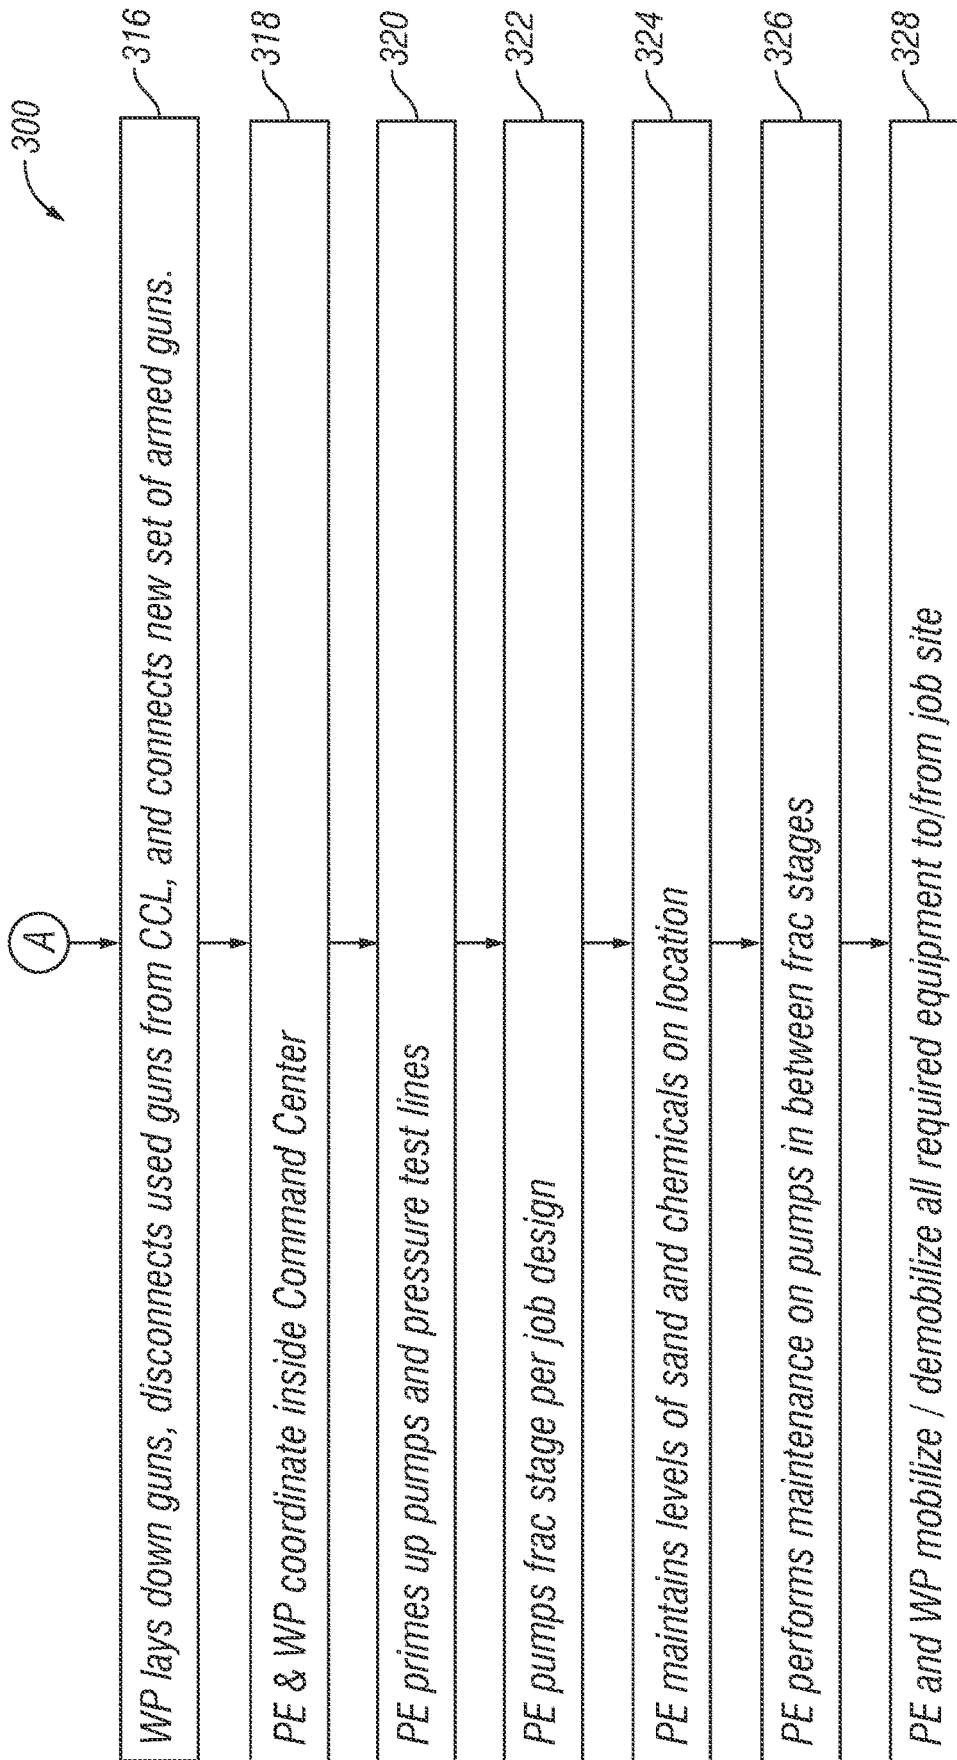 300
A
WP lays down guns, disconnects used guns from CCL, and connects new set of armed guns.
316
PE & WP coordinate inside Command Center
318
PE primes up pumps and pressure test lines
320
PE pumps frac stage per job design
322
PE maintains levels of sand and chemicals on location
324
PE performs maintenance on pumps in between frac stages
326
PE and WP mobilize / demobilize all required equipment to/from job site
328